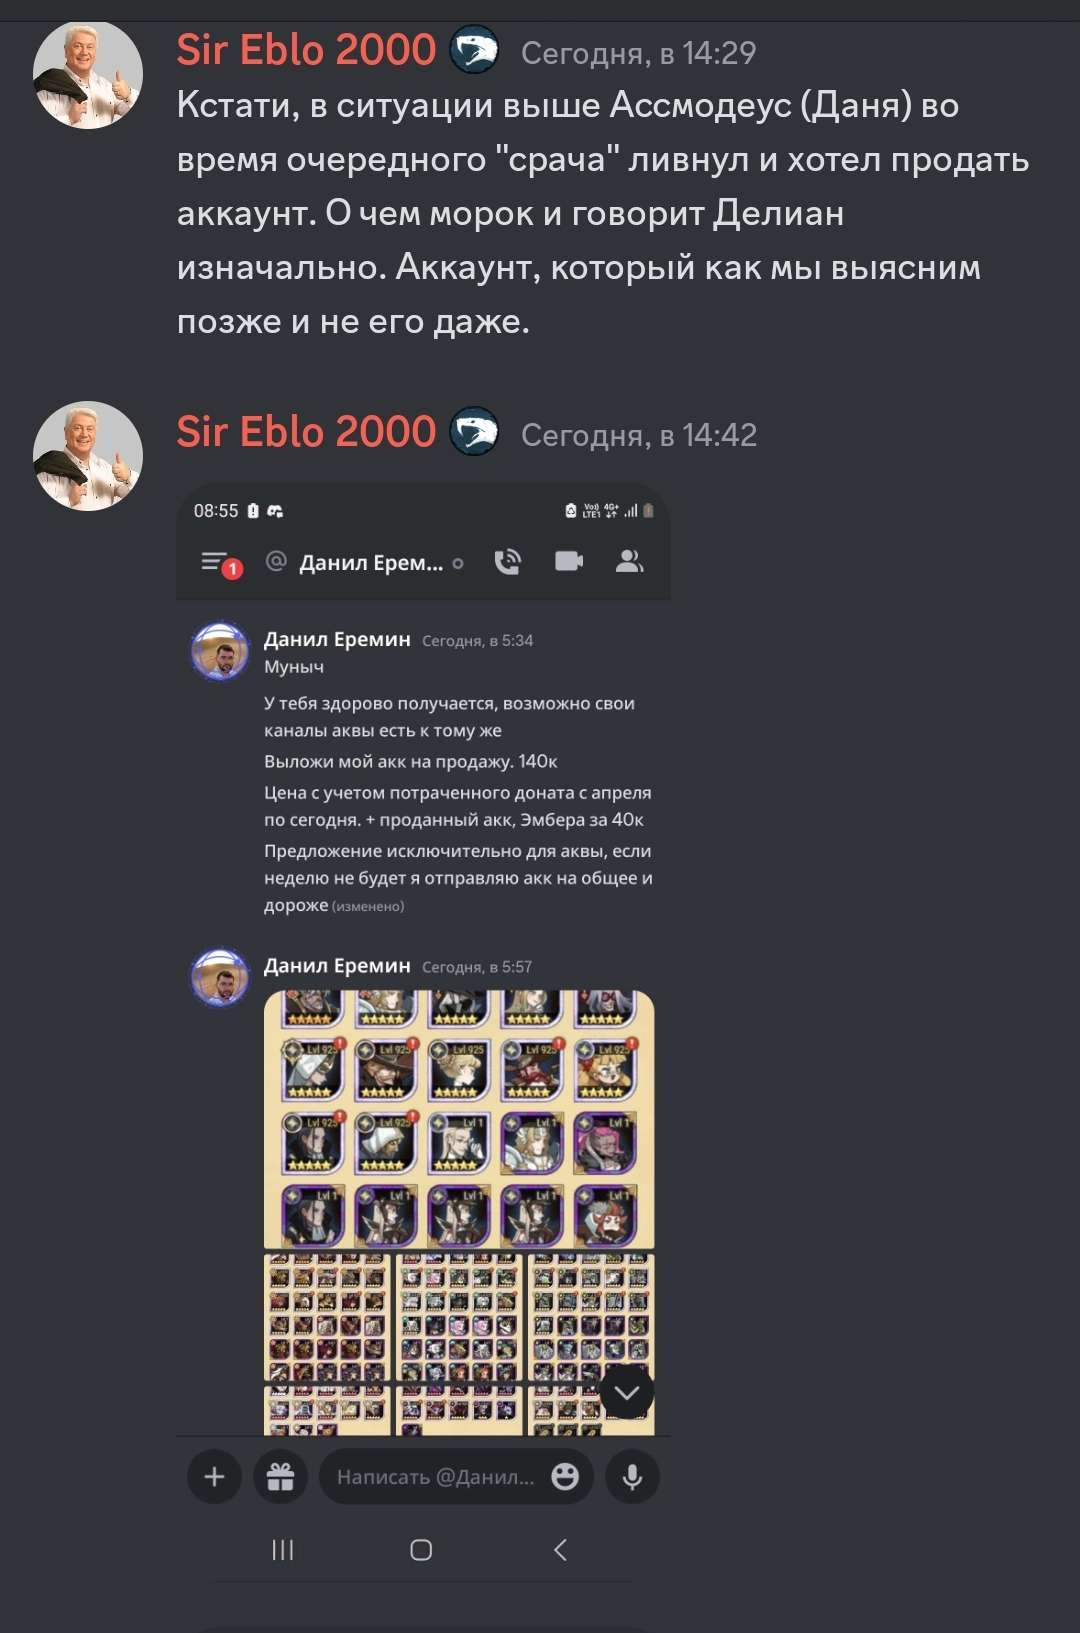 Sir Eblo 2000 Сегодня, в 14:29
Кстати, в ситуации выше Ассмодеус (Даня) во
время очередного "срача" ливнул и хотел продать
аккаунт. О чем морок и говорит Делиан
изначально. Аккаунт, который как мы выясним
позже и не его даже.
Sir Eblo 2000 Сегодня, в 14:42
08:55 Vo)) LTE1 4G+
1 @ Данил Ерем...
Данил Еремин Сегодня, в 5:34
Муныч
У тебя здорово получается, возможно свои
каналы аквы есть к тому же
Выложи мой акк на продажу. 140к
Цена с учетом потраченного доната с апреля
по сегодня. + проданный акк, Эмбера за 40к
Предложение исключительно для аквы, если
неделю не будет я отправляю акк на общее и
дороже (изменено)
Данил Еремин Сегодня, в 5:57
Lvl 925 Lvl 925 Lvl 925 Lvl 925 Lvl 925
Lvl 925 Lvl 925 Lvl 1 Lvl 1 Lvl 1
Lvl 1 Lvl 1 Lvl 1 Lvl 1 Lvl 1
Написать @Данил...